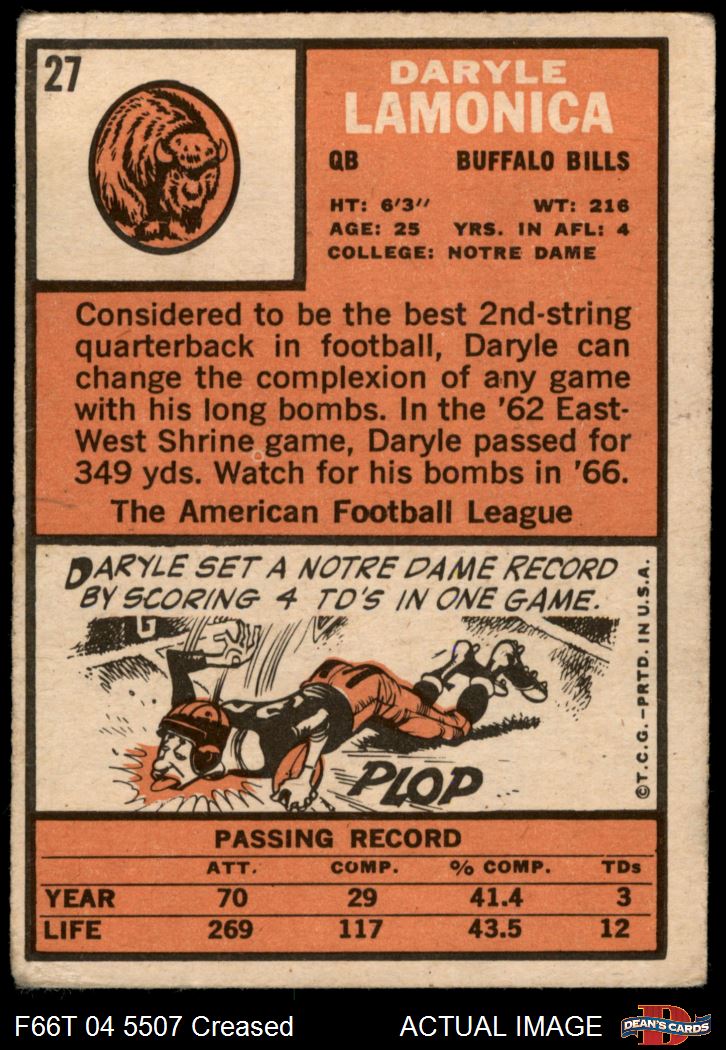 27
DARYLE
LAMONICA
QB BUFFALO BILLS
HT: 6'3" WT: 216
AGE: 25 YRS. IN AFL: 4
COLLEGE: NOTRE DAME
Considered to be the best 2nd-string
quarterback in football, Daryle can
change the complexion of any game
with his long bombs. In the '62 East-
West Shrine game, Daryle passed for
349 yds. Watch for his bombs in '66.
The American Football League
DARYLE SET A NOTRE DAME RECORD
BY SCORING 4 TD'S IN ONE GAME.
G
PLOP
©T.C.G.–PRTD. IN U.S.A.
PASSING RECORD
ATT. COMP. % COMP. TDs
YEAR 70 29 41.4 3
LIFE 269 117 43.5 12
F66T 04 5507 Creased ACTUAL IMAGE
D
DEAN'S CARDS